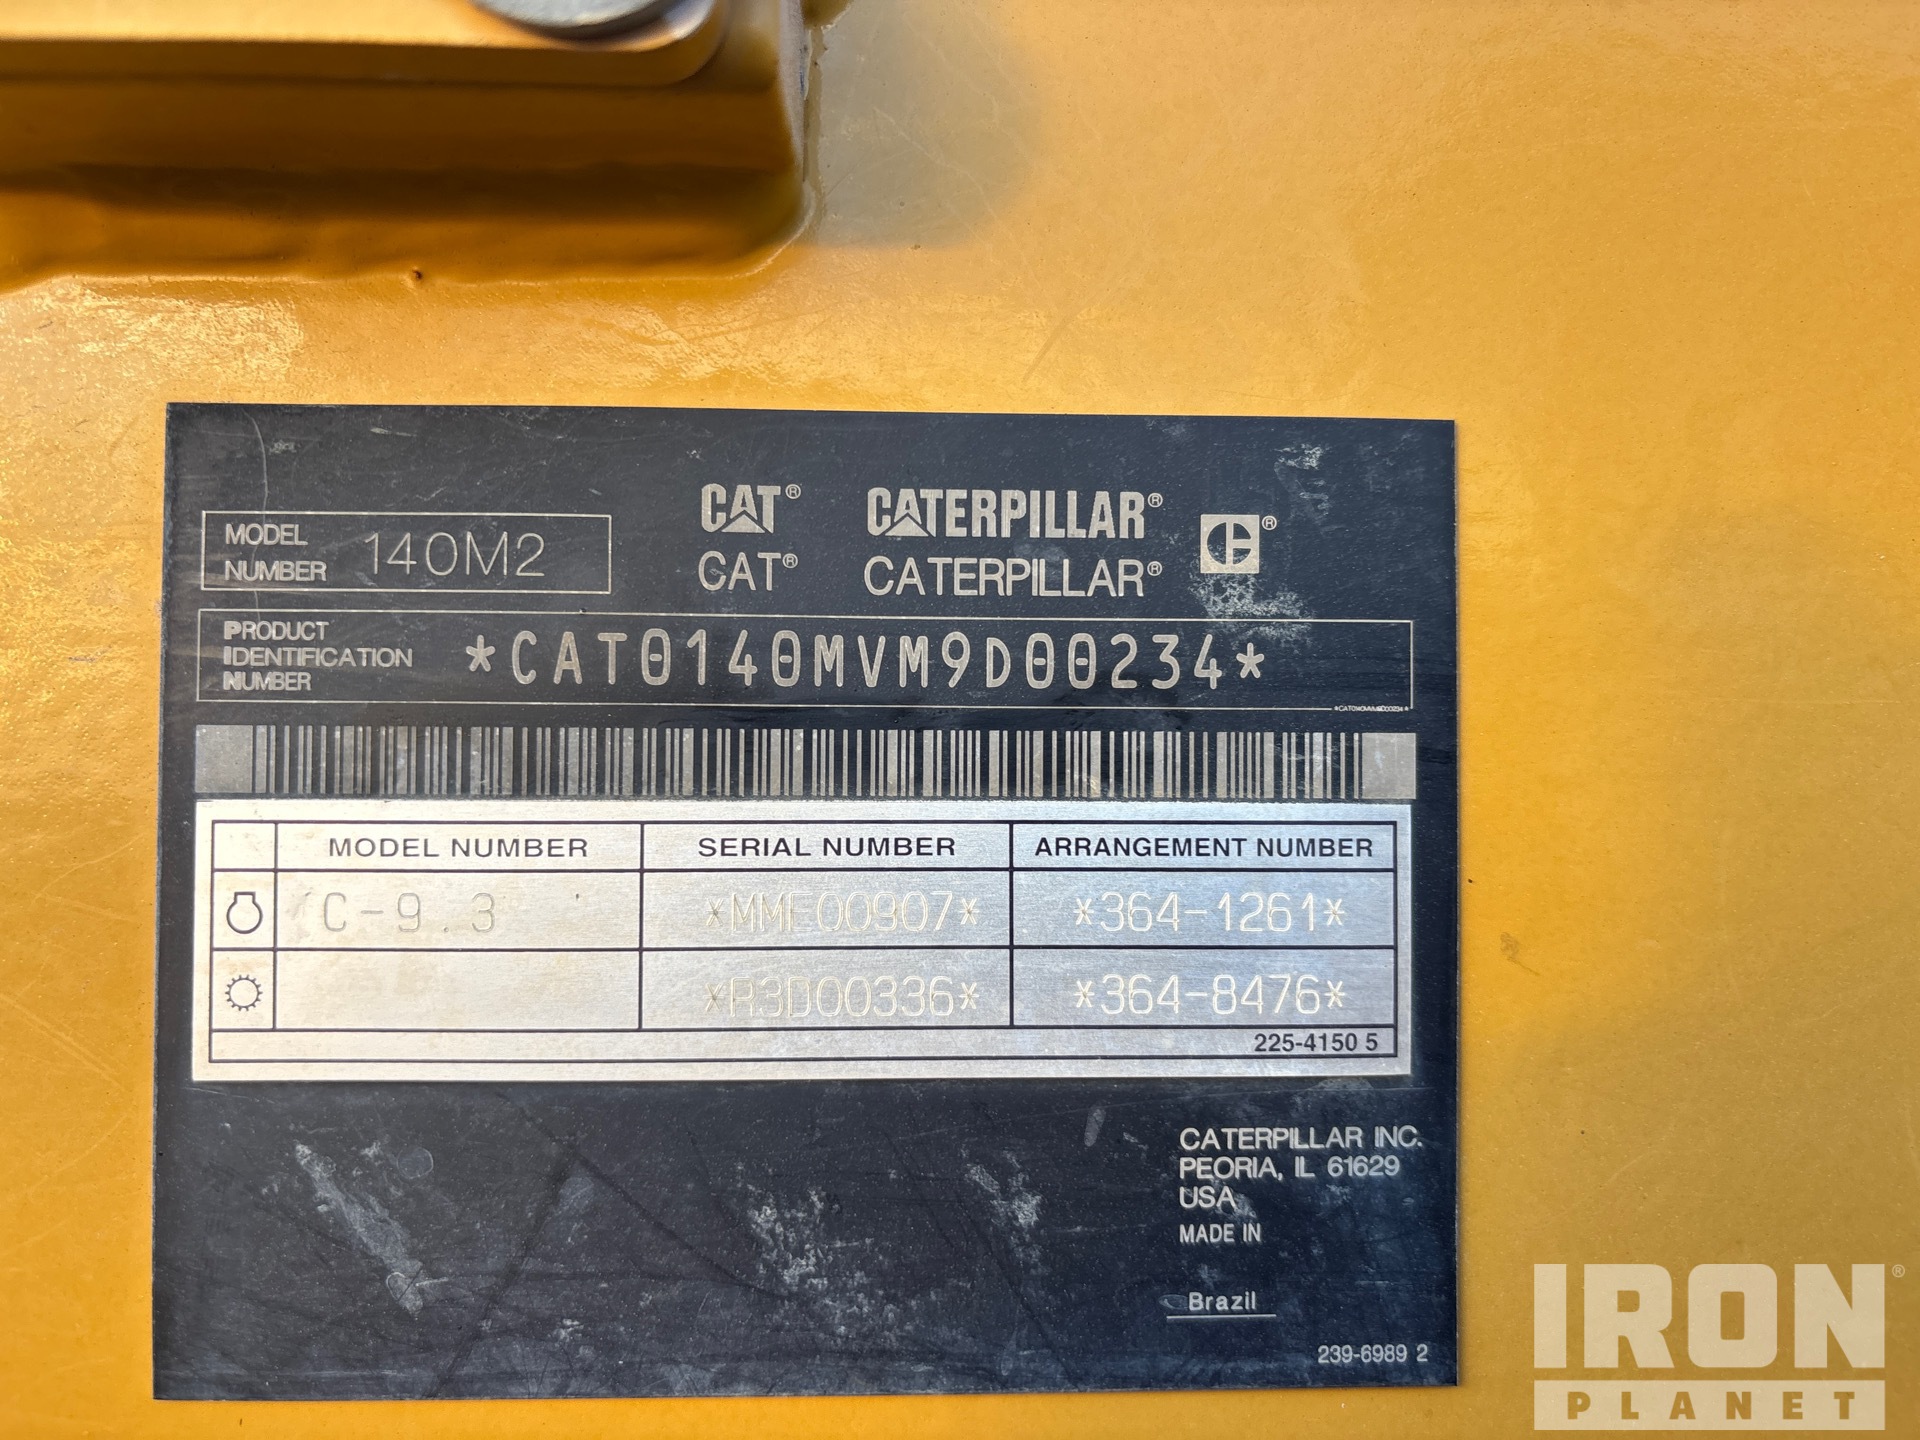 MODEL NUMBER 140M2
CAT® CATERPILLAR®
CAT® CATERPILLAR® C®
PRODUCT IDENTIFICATION NUMBER *CAT0140MVM9D00234*
*CAT0140MVM9D00234*
MODEL NUMBER SERIAL NUMBER ARRANGEMENT NUMBER
C-9.3 *MME00907* *364-1261*
*R3D00336* *364-8476*
225-4150 5
CATERPILLAR INC.
PEORIA, IL 61629
USA
MADE IN
Brazil
239-6989 2
IRON®
PLANET